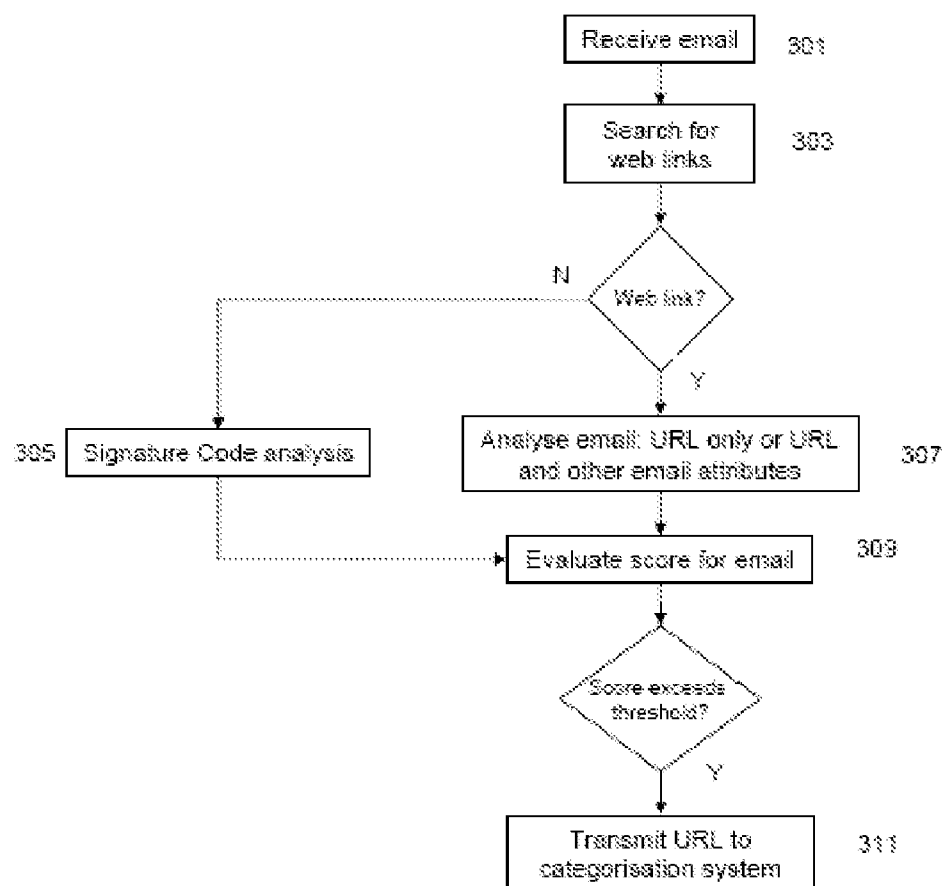 Receive email
301
Search for
web links
303
N
Web link?
Y
305
Signature Code analysis
Analyse email: URL only or URL
and other email attributes
307
Evaluate score for email
309
Score exceeds
threshold?
Y
Transmit URL to
categorisation system
311